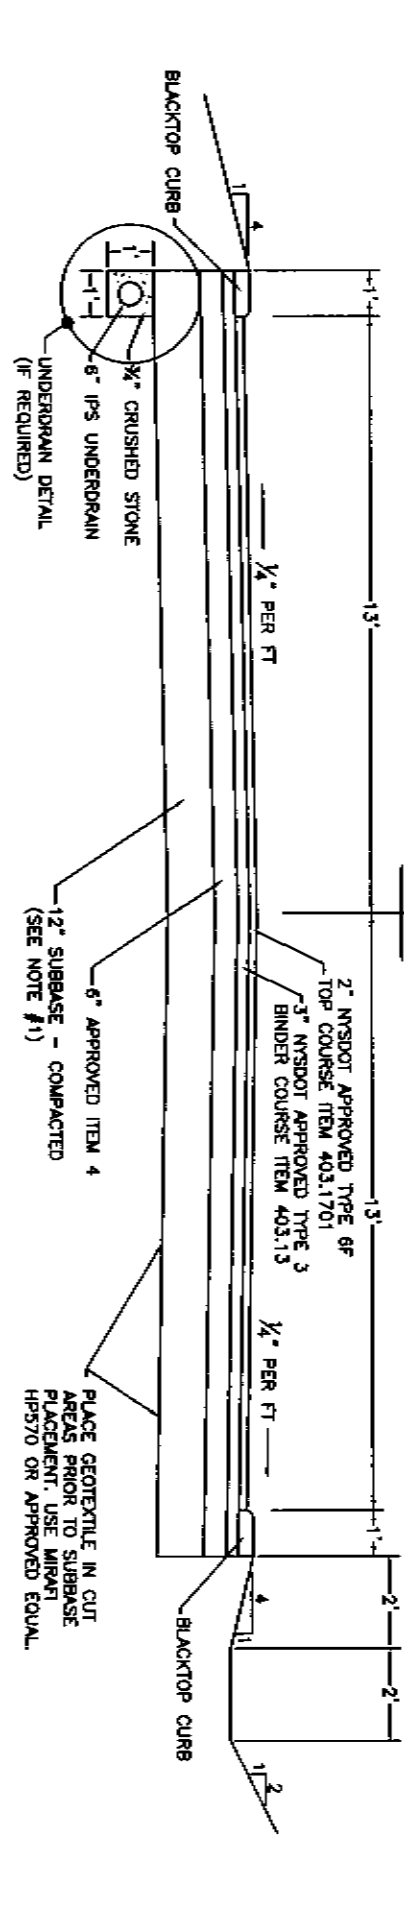 1'
13'
13'
1'
2'
2'
2" NYSDOT APPROVED TYPE 6F
TOP COURSE ITEM 403.1701
3" NYSDOT APPROVED TYPE 3
BINDER COURSE ITEM 403.13
1
4
1/4" PER FT
1/4" PER FT
4
1
1
2
BLACKTOP CURB
BLACKTOP CURB
1'
1'
3/4" CRUSHED STONE
6" IPS UNDERDRAIN
UNDERDRAIN DETAIL
(IF REQUIRED)
6" APPROVED ITEM 4
12" SUBBASE - COMPACTED
(SEE NOTE #1)
PLACE GEOTEXTILE IN CUT
AREAS PRIOR TO SUBBASE
PLACEMENT. USE MIRAFI
HP570 OR APPROVED EQUAL.